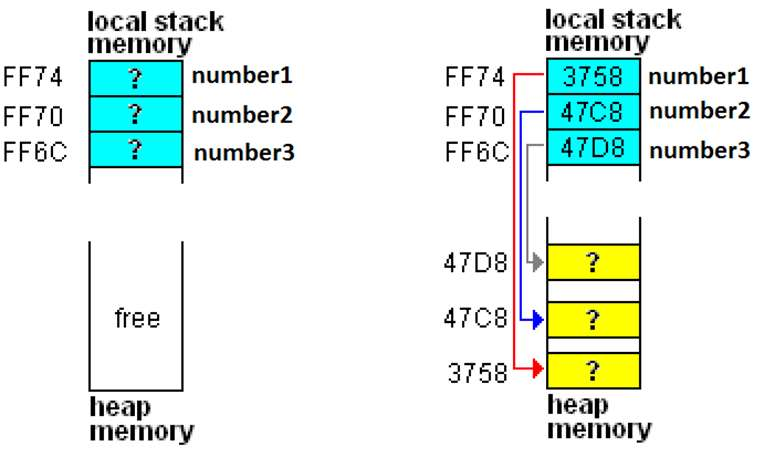 local stack
memory
FF74 ? number1
FF70 ? number2
FF6C ? number3
free
heap
memory
local stack
memory
FF74 3758 number1
FF70 47C8 number2
FF6C 47D8 number3
47D8 ?
47C8 ?
3758 ?
heap
memory